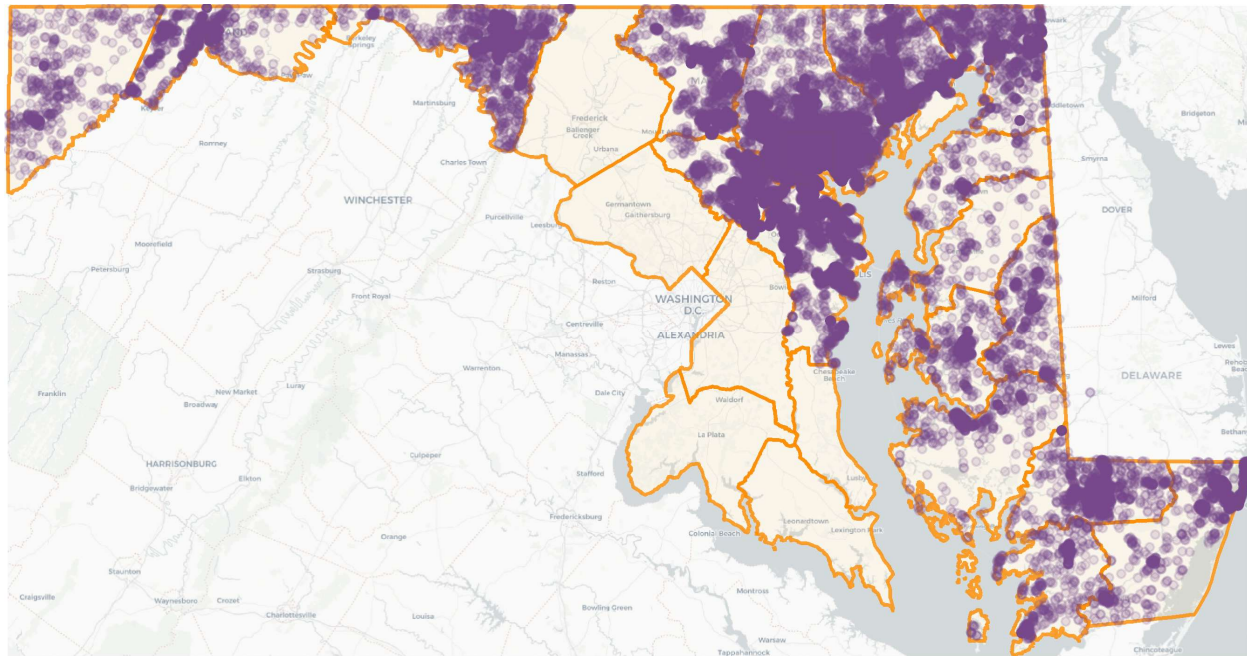 Berkeley
Springs
Martinsburg
Romney
Charles Town
WINCHESTER
Purcellville
Leesburg
Frederick
Ballenger
Creek
Urbana
Germantown
Gaithersburg
Moorefield
Petersburg
Strasburg
Front Royal
Reston
WASHINGTON
D.C.
ALEXANDRIA
Centreville
Manassas
Warrenton
Dale City
Franklin
New Market
Luray
Broadway
HARRISONBURG
Bridgewater
Elkton
Culpeper
Stafford
Fredericksburg
Waldorf
La Plata
Chesapeake
Beach
Lusby
Leonardtown
Lexington Park
Colonial Beach
Orange
Staunton
Waynesboro
Crozet
Charlottesville
Craigsville
Louisa
Bowling Green
Montross
Warsaw
Tappahannock
Middletown
Bridgeton
Smyrna
DOVER
Milford
Lewes
DELAWARE
Chincoteague